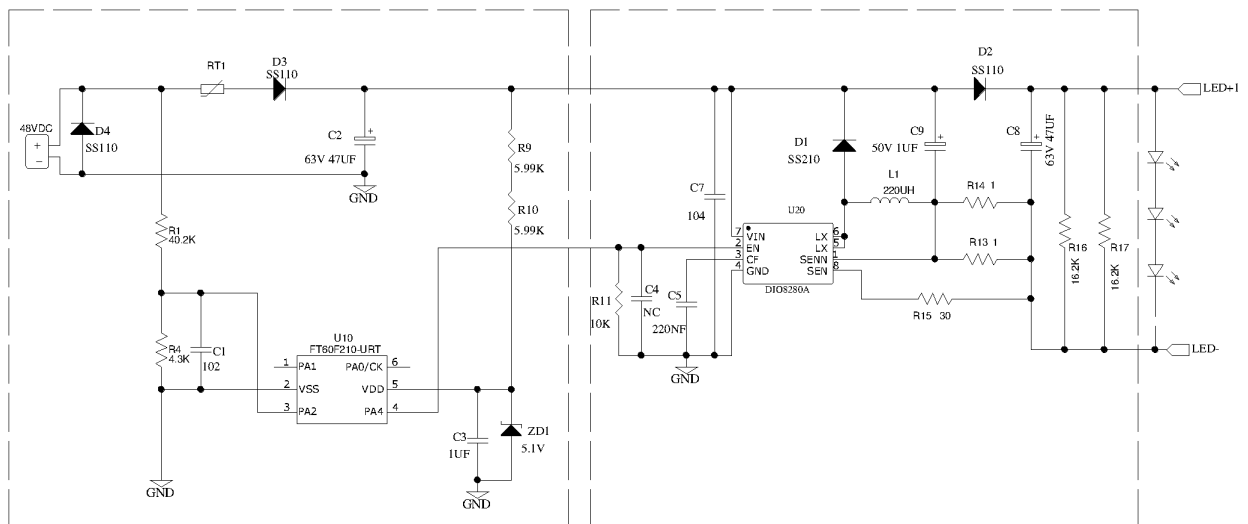 RT1
D3
SS110
D2
SS110
LED+1
48VDC
+
−
D4
SS110
C2
+
63V 47UF
GND
R9
5.99K
R10
5.99K
D1
SS210
C9
+
50V 1UF
C8
+
63V 47UF
L1
220UH
R14 1
C7
104
U20
7 VIN
2 EN
3 CF
4 GND
LX 6
LX 5
SENN 1
SEN 8
DIO8280A
R13 1
R16
16.2K
R17
16.2K
R1
40.2K
R11
10K
C4
NC
C5
220NF
R15 30
GND
LED-
R4
4.3K
C1
102
U10
FT60F210-URT
1 PA1
2 VSS
3 PA2
PA0/CK 6
VDD 5
PA4 4
C3
1UF
ZD1
5.1V
GND
GND